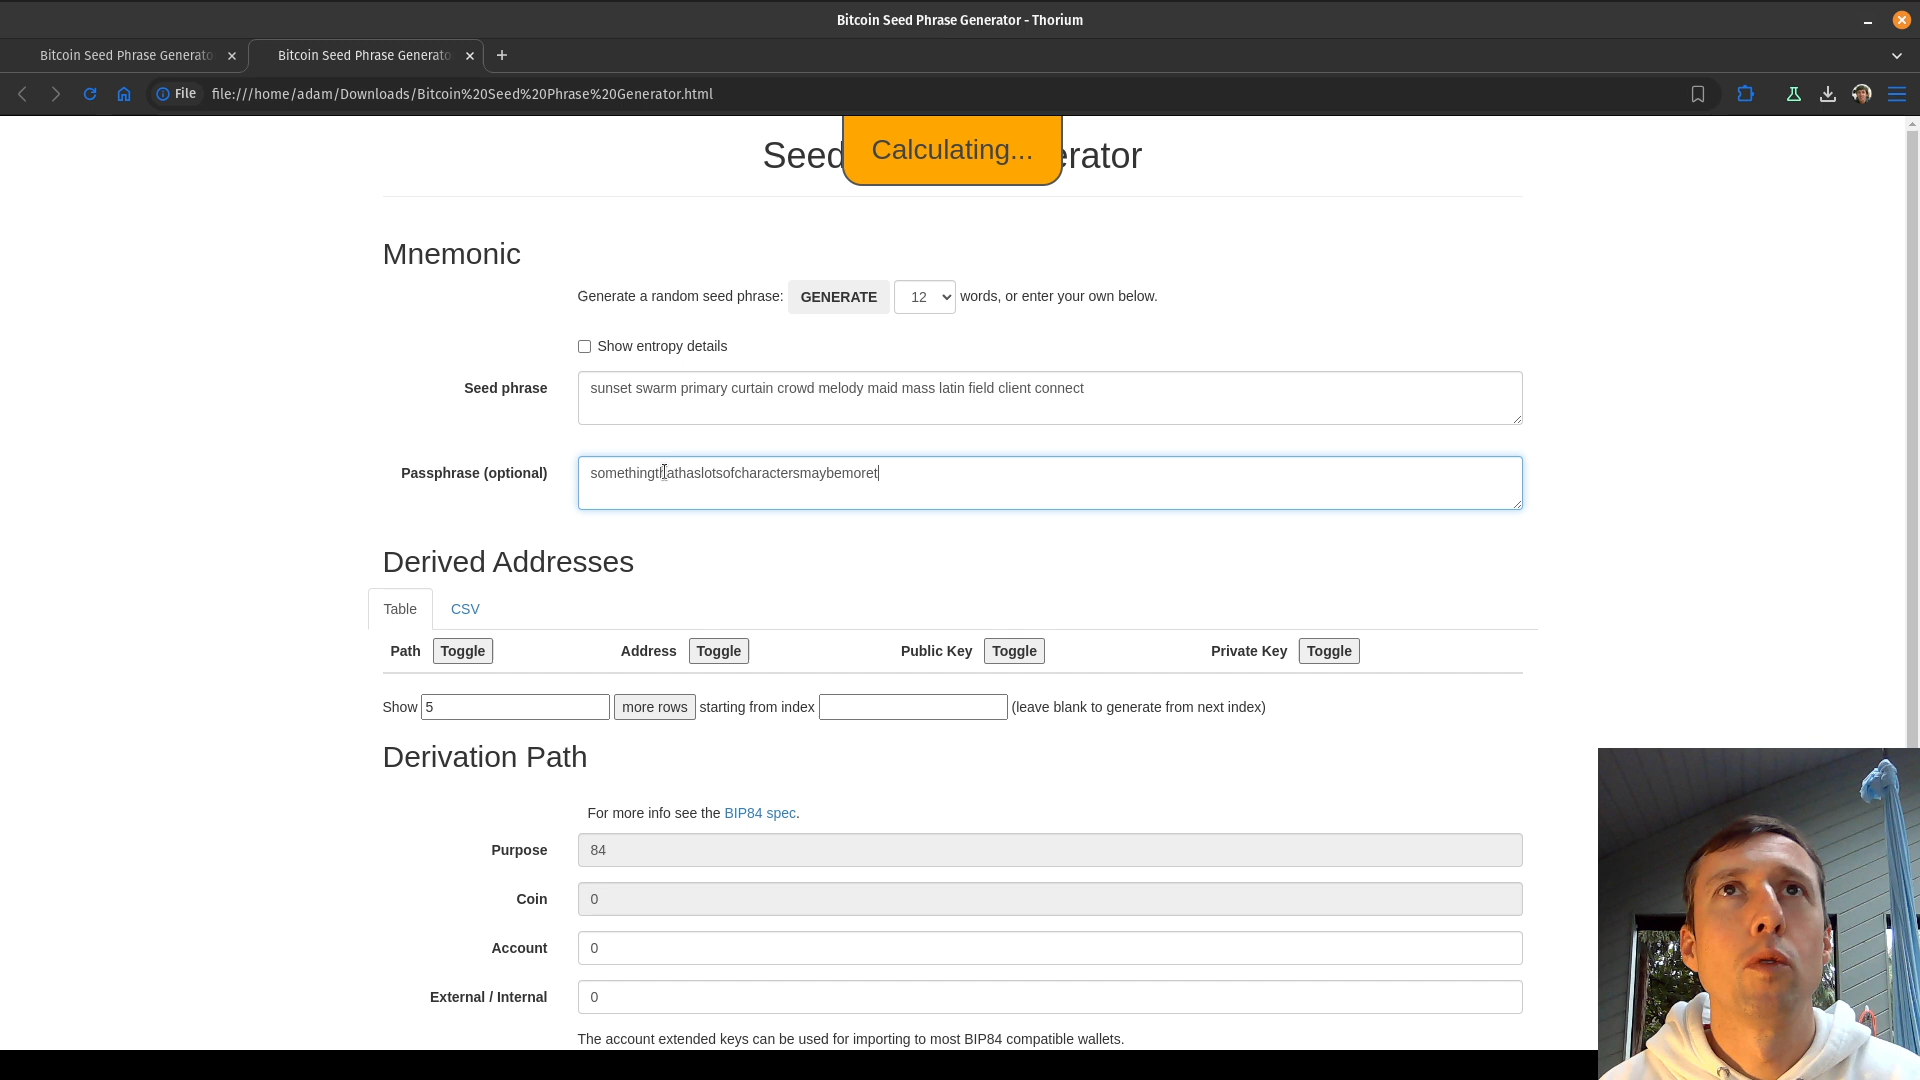 Bitcoin Seed Phrase Generator - Thorium
Bitcoin Seed Phrase Generato
Bitcoin Seed Phrase Generato
File file:///home/adam/Downloads/Bitcoin%20Seed%20Phrase%20Generator.html
Seed erator
Calculating...
Mnemonic
Generate a random seed phrase: GENERATE 12 words, or enter your own below.
Show entropy details
Seed phrase sunset swarm primary curtain crowd melody maid mass latin field client connect
Passphrase (optional) somethingthathaslotsofcharactersmaybemoret
Derived Addresses
Table CSV
Path Toggle Address Toggle Public Key Toggle Private Key Toggle
Show 5 more rows starting from index (leave blank to generate from next index)
Derivation Path
For more info see the BIP84 spec.
Purpose 84
Coin 0
Account 0
External / Internal 0
The account extended keys can be used for importing to most BIP84 compatible wallets.